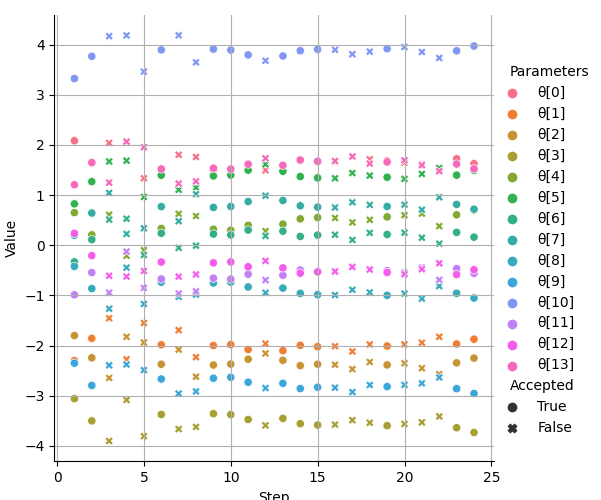 4
3
2
1
0
−1
−2
−3
−4
Value
0
5
10
15
20
25
Step
Parameters
θ[0]
θ[1]
θ[2]
θ[3]
θ[4]
θ[5]
θ[6]
θ[7]
θ[8]
θ[9]
θ[10]
θ[11]
θ[12]
θ[13]
Accepted
True
False